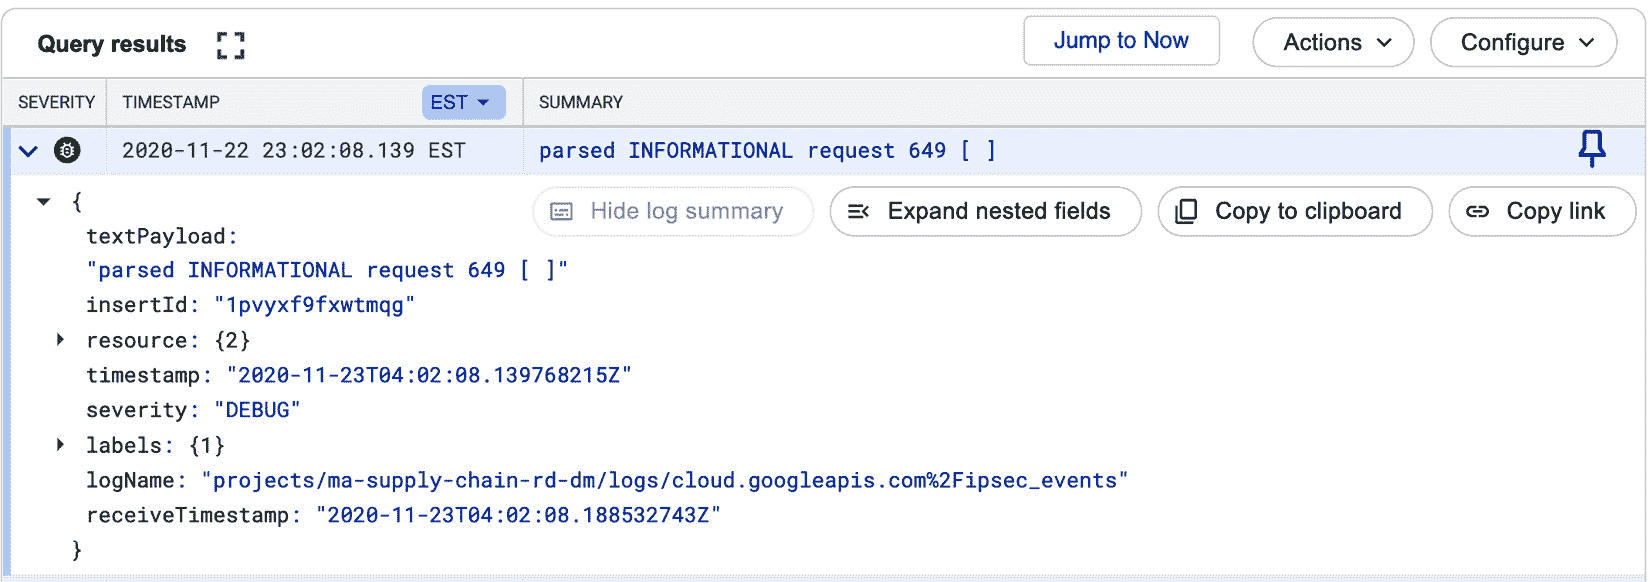 Query results Jump to Now Actions Configure
SEVERITY TIMESTAMP EST SUMMARY
2020-11-22 23:02:08.139 EST parsed INFORMATIONAL request 649 [ ]
{ Hide log summary Expand nested fields Copy to clipboard Copy link
textPayload:
"parsed INFORMATIONAL request 649 [ ]"
insertId: "1pvyxf9fxwtmqg"
resource: {2}
timestamp: "2020-11-23T04:02:08.139768215Z"
severity: "DEBUG"
labels: {1}
logName: "projects/ma-supply-chain-rd-dm/logs/cloud.googleapis.com%2Fipsec_events"
receiveTimestamp: "2020-11-23T04:02:08.188532743Z"
}